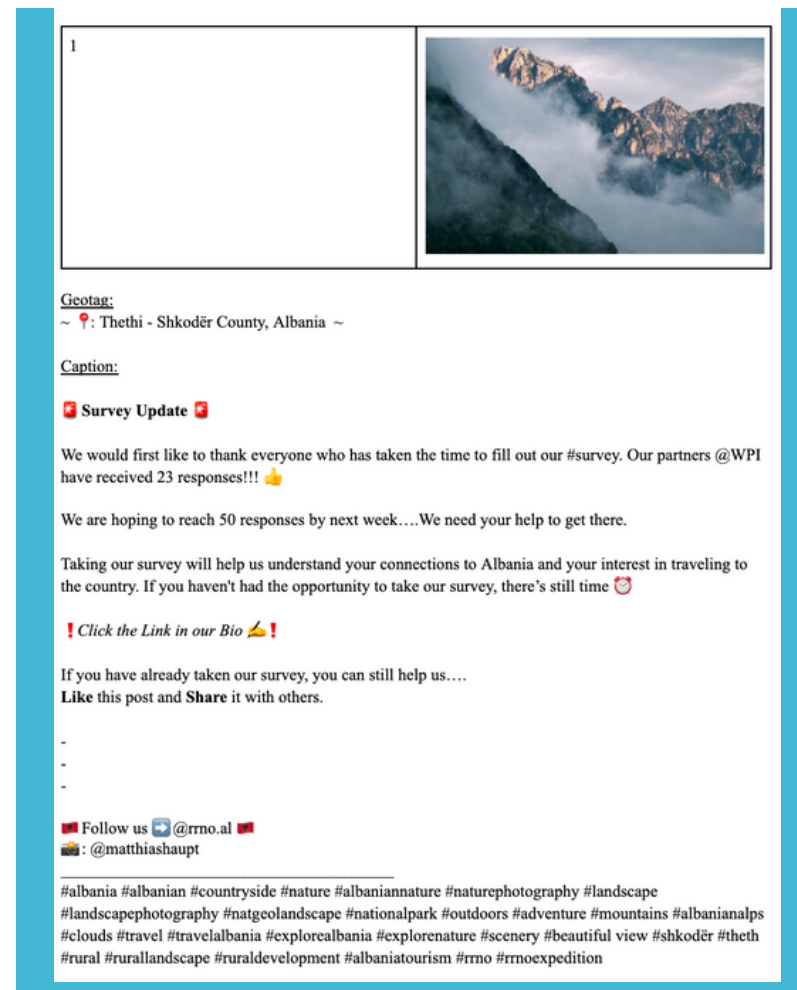 1
Geotag:
~ 📍: Thethi - Shkodër County, Albania ~
Caption:
🚨 Survey Update 🚨
We would first like to thank everyone who has taken the time to fill out our #survey. Our partners @WPI
have received 23 responses!!! 👍
We are hoping to reach 50 responses by next week….We need your help to get there.
Taking our survey will help us understand your connections to Albania and your interest in traveling to
the country. If you haven't had the opportunity to take our survey, there’s still time ⏰
❗Click the Link in our Bio ✍️❗
If you have already taken our survey, you can still help us….
Like this post and Share it with others.
-
-
-
🇦🇱 Follow us ➡️ @rrno.al 🇦🇱
📸: @matthiashaupt
#albania #albanian #countryside #nature #albaniannature #naturephotography #landscape
#landscapephotography #natgeolandscape #nationalpark #outdoors #adventure #mountains #albanianalps
#clouds #travel #travelalbania #explorealbania #explorenature #scenery #beautiful view #shkodër #theth
#rural #rurallandscape #ruraldevelopment #albaniatourism #rrno #rrnoexpedition